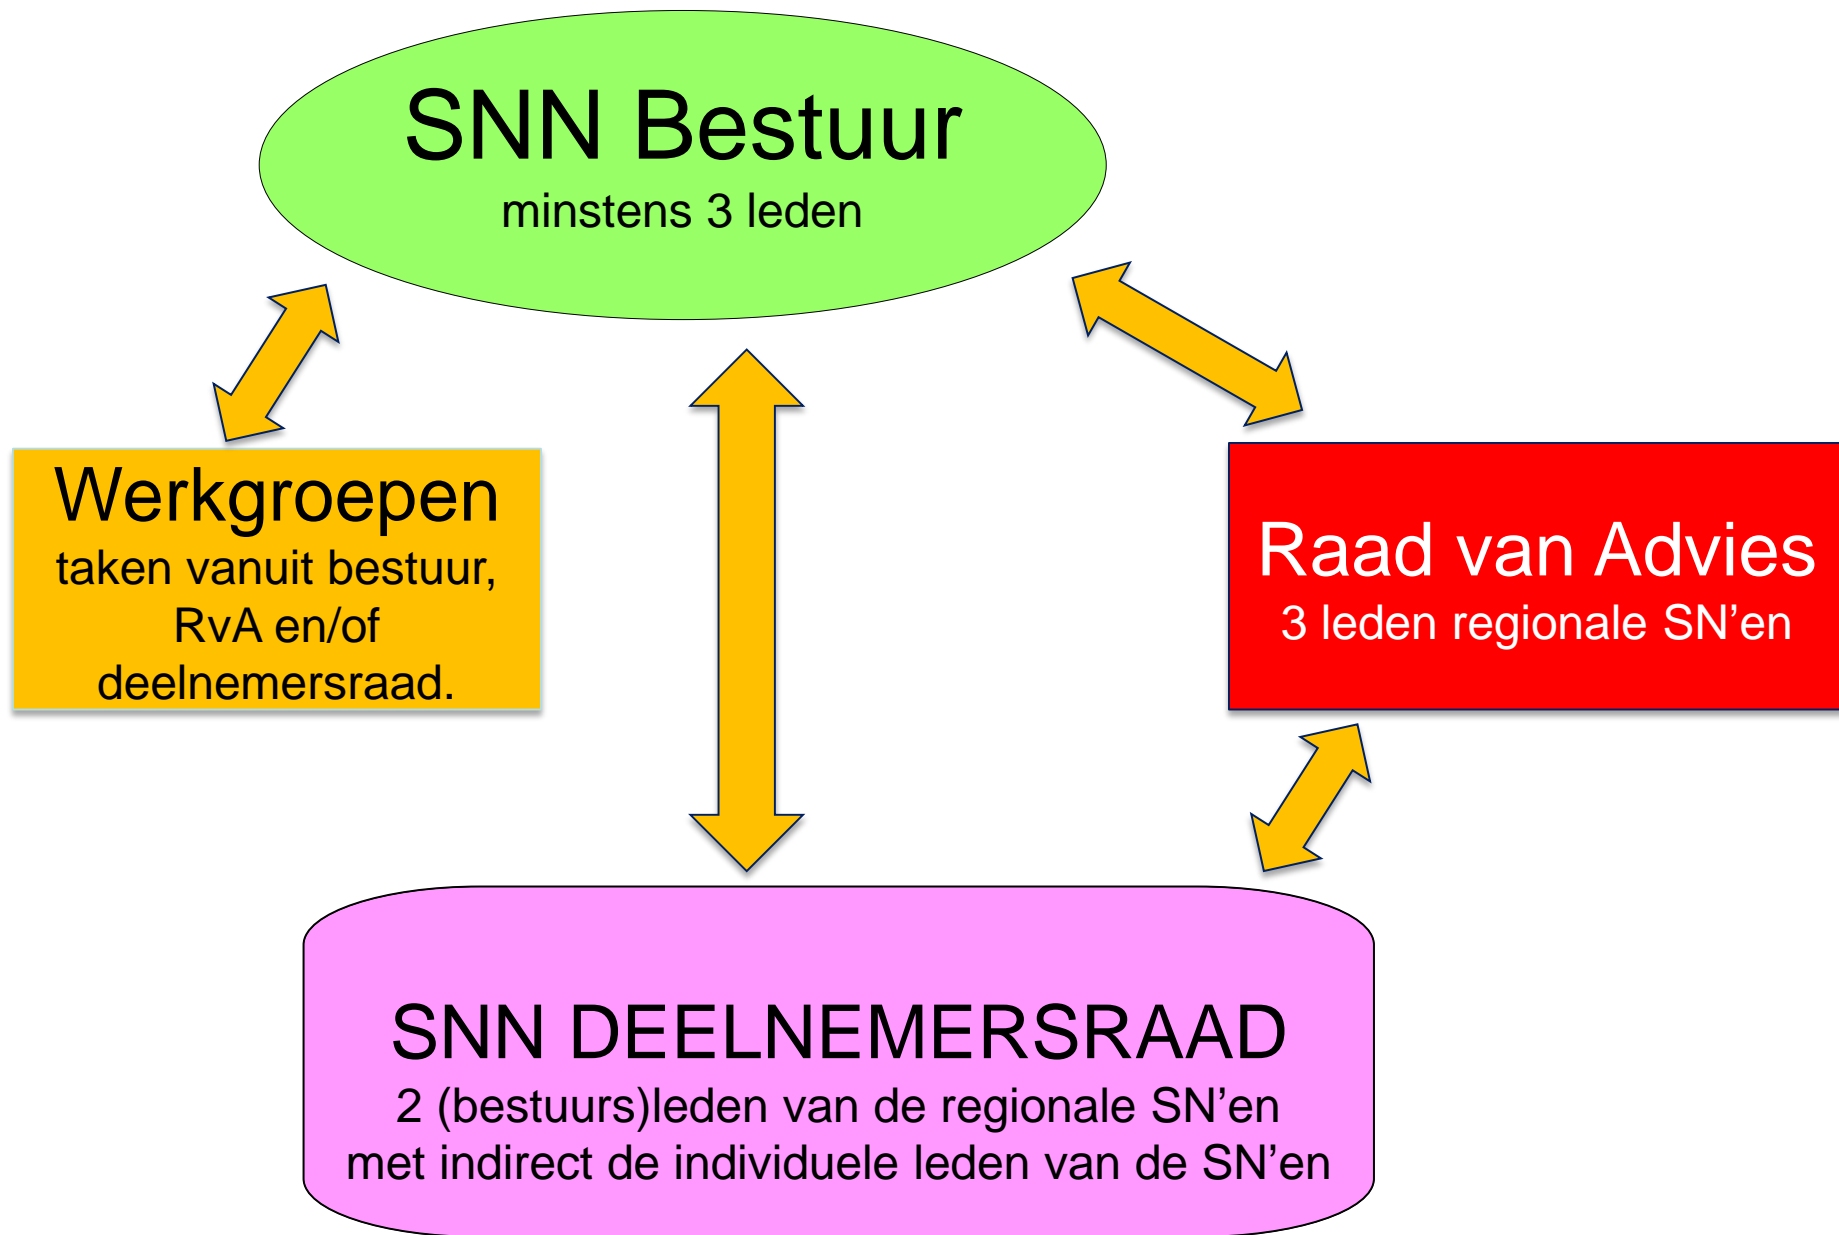 SNN Bestuur
minstens 3 leden
Werkgroepen
taken vanuit bestuur,
RvA en/of
deelnemersraad.
Raad van Advies
3 leden regionale SN’en
SNN DEELNEMERSRAAD
2 (bestuurs)leden van de regionale SN’en
met indirect de individuele leden van de SN’en